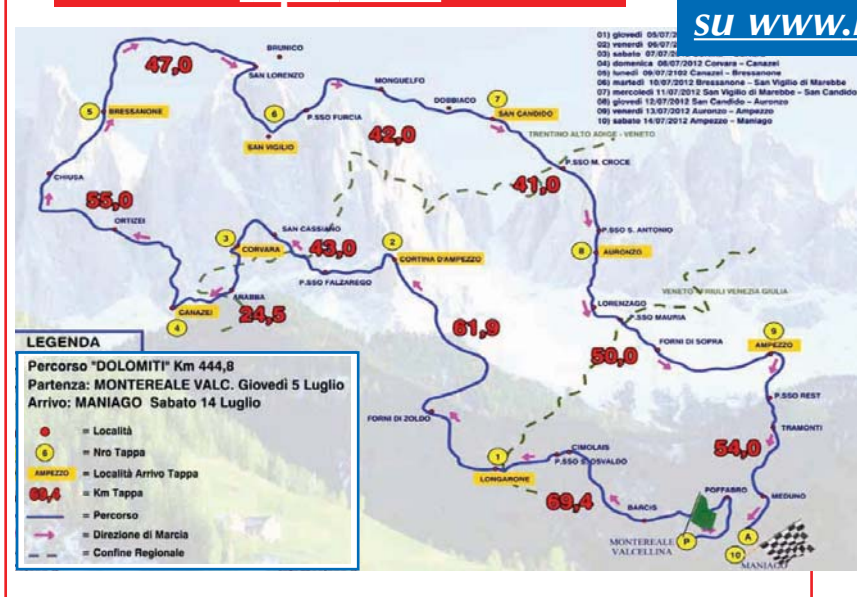 su www.
01) giovedì 05/07/2
02) venerdì 06/07/2
03) sabato 07/
04) domenica 08/07/2012 Corvara – Canazei
05) lunedì 09/07/2102 Canazei – Bressanone
06) martedì 10/07/2012 Bressanone – San Vigilio di Marebbe
07) mercoledì 11/07/2012 San Vigilio di Marebbe – San Candido
08) giovedì 12/07/2012 San Candido – Auronzo
09) venerdì 13/07/2012 Auronzo – Ampezzo
10) sabato 14/07/2012 Ampezzo – Maniago
47,0
BRUNICO
SAN LORENZO
MONGUELFO
5
BRESSANONE
6
P.SSO FURCIA
DOBBIACO
7
SAN CANDIDO
SAN VIGILIO
42,0
TRENTINO ALTO ADIGE - VENETO
P.SSO M. CROCE
CHIUSA
55,0
41,0
ORTIZEI
SAN CASSIANO
3
CORVARA
43,0
2
CORTINA D'AMPEZZO
P.SSO S. ANTONIO
8
AURONZO
P.SSO FALZAREGO
ARABBA
CANAZEI
4
24,5
VENETO - FRIULI VENEZIA GIULIA
LORENZAGO
P.SSO MAURIA
61,9
FORNI DI SOPRA
9
AMPEZZO
50,0
P.SSO REST
TRAMONTI
FORNI DI ZOLDO
54,0
1
LONGARONE
CIMOLAIS
P.SSO S.OSVALDO
69,4
POFFABRO
MEDUNO
BARCIS
MONTEREALE
VALCELLINA
P
A
10
MANIAGO
LEGENDA
Percorso "DOLOMITI" Km 444,8
Partenza: MONTEREALE VALC. Giovedì 5 Luglio
Arrivo: MANIAGO Sabato 14 Luglio
= Località
6 = Nro Tappa
AMPEZZO = Località Arrivo Tappa
69,4 = Km Tappa
= Percorso
= Direzione di Marcia
= Confine Regionale